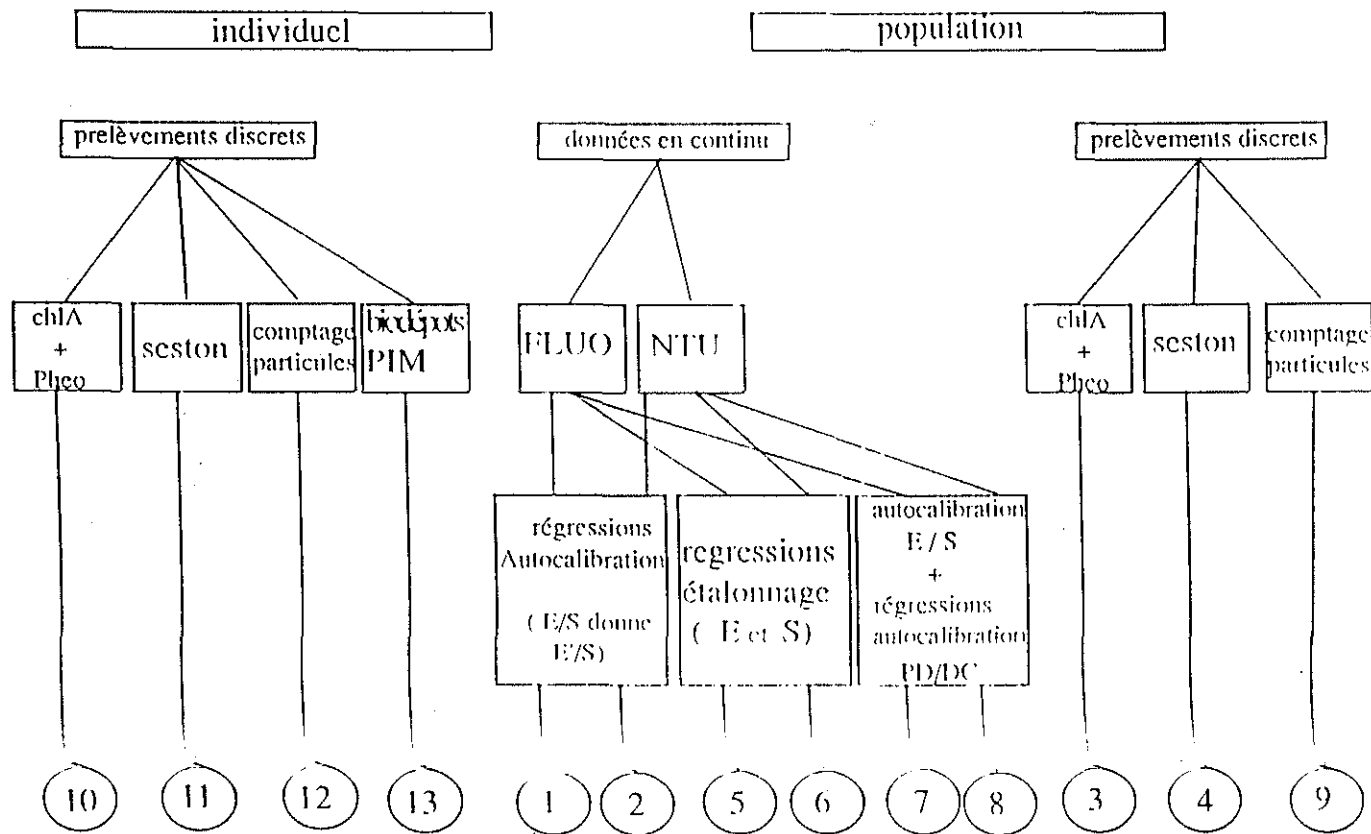 individuel
population
prelèvements discrets
données en continu
prelèvements discrets
chlA
+
Pheo
seston
comptage
particules
biodépots
PIM
FLUO
NTU
chlA
+
Pheo
seston
comptage
particules
régressions
Autocalibration
( E/S donne
E'/S)
regressions
étalonnage
( E et S)
autocalibration
E / S
+
régressions
autocalibration
PD/DC
10
11
12
13
1
2
5
6
7
8
3
4
9